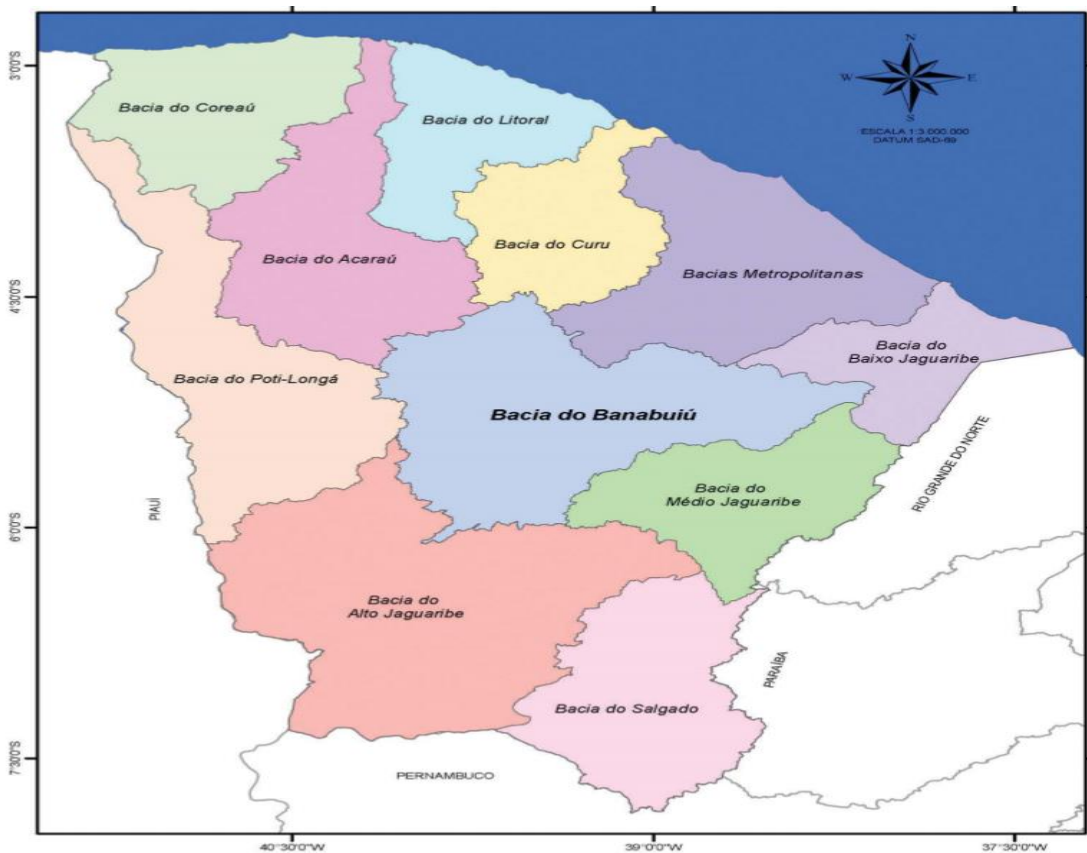 N
W
E
S
ESCALA 1:3.000.000
DATUM SAD-69
3°0'0"S
4°30'0"S
6°0'0"S
7°30'0"S
Bacia do Coreaú
Bacia do Litoral
Bacia do Curu
Bacia do Acaraú
Bacias Metropolitanas
Bacia do
Baixo Jaguaribe
Bacia do Poti-Longá
Bacia do Banabuiú
Bacia do
Médio Jaguaribe
Bacia do
Alto Jaguaribe
Bacia do Salgado
PIAUÍ
RIO GRANDE DO NORTE
PARAÍBA
PERNAMBUCO
40°30'0"W
39°0'0"W
37°30'0"W